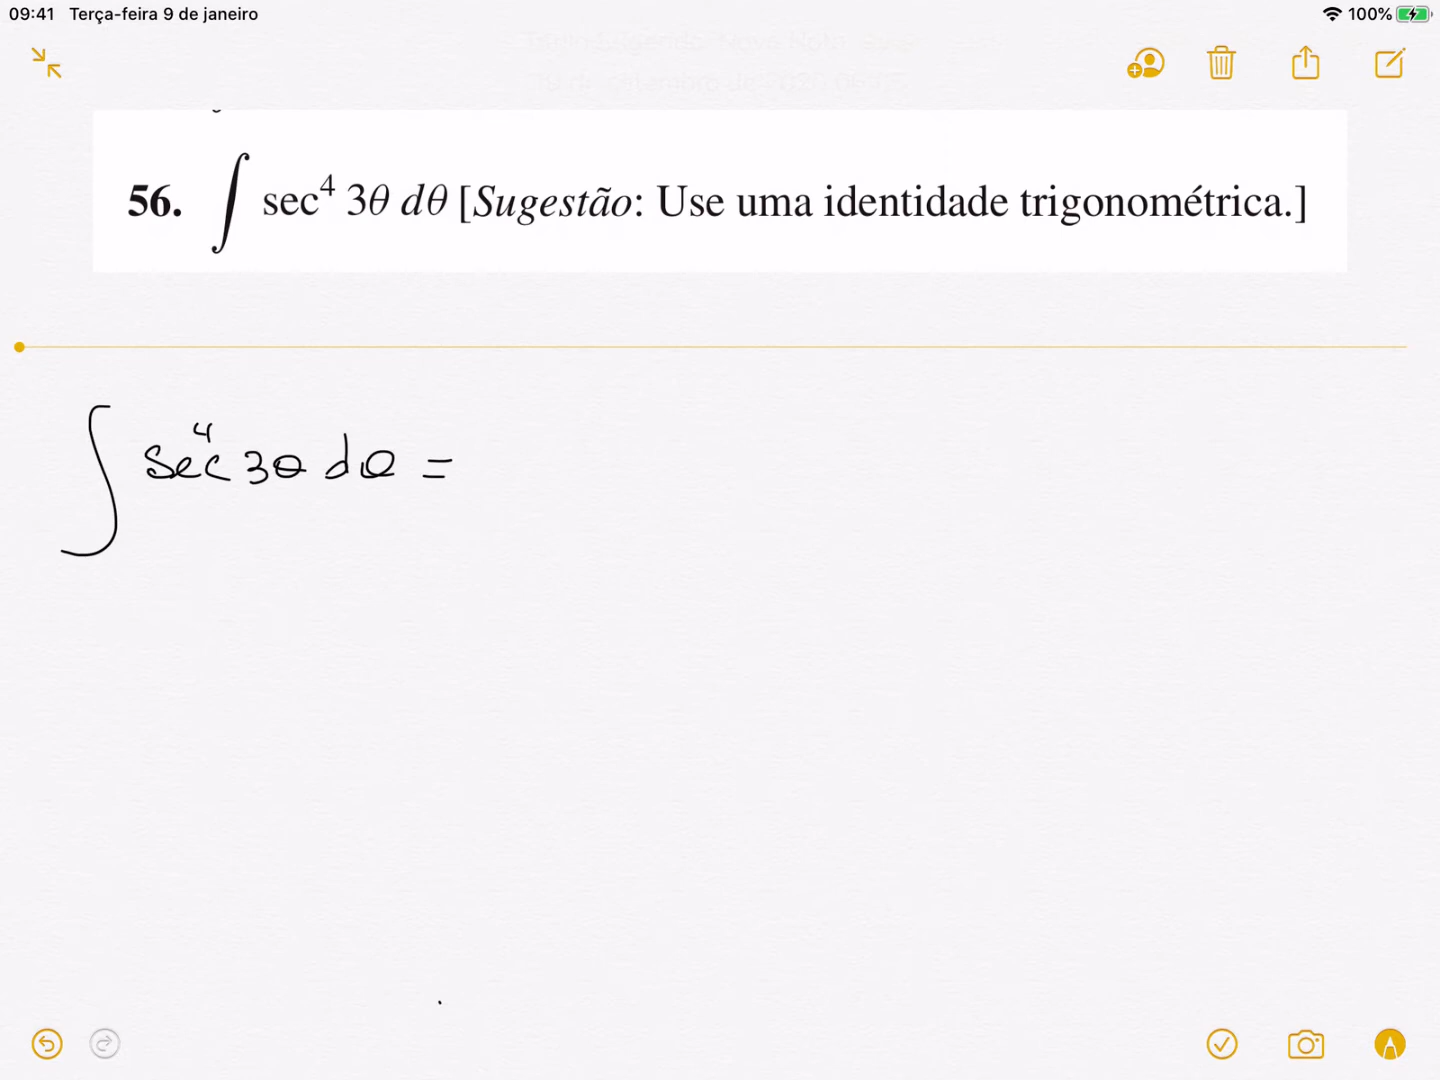 09:41 Terça-feira 9 de janeiro 100%
56. ∫ sec⁴ 3θ dθ [Sugestão: Use uma identidade trigonométrica.]
∫ sec⁴ 3θ dθ =